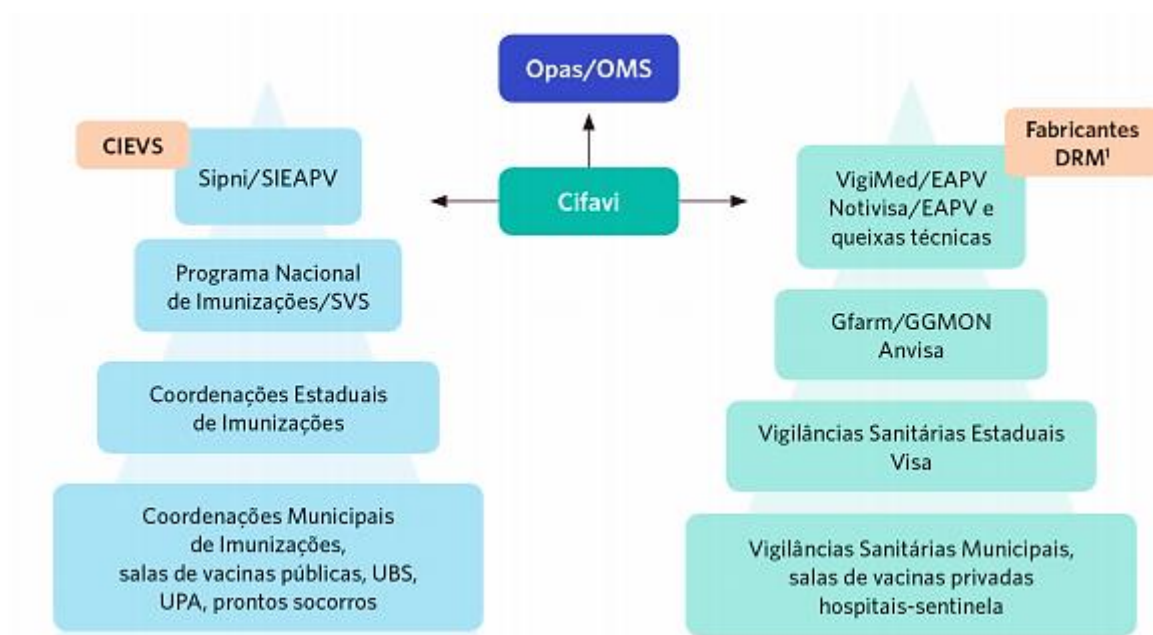 Opas/OMS
CIEVS
Sipni/SIEAPV
Cifavi
Fabricantes
DRM¹
VigiMed/EAPV
Notivisa/EAPV e
queixas técnicas
Programa Nacional
de Imunizações/SVS
Gfarm/GGMON
Anvisa
Coordenações Estaduais
de Imunizações
Vigilâncias Sanitárias Estaduais
Visa
Coordenações Municipais
de Imunizações,
salas de vacinas públicas, UBS,
UPA, prontos socorros
Vigilâncias Sanitárias Municipais,
salas de vacinas privadas
hospitais-sentinela